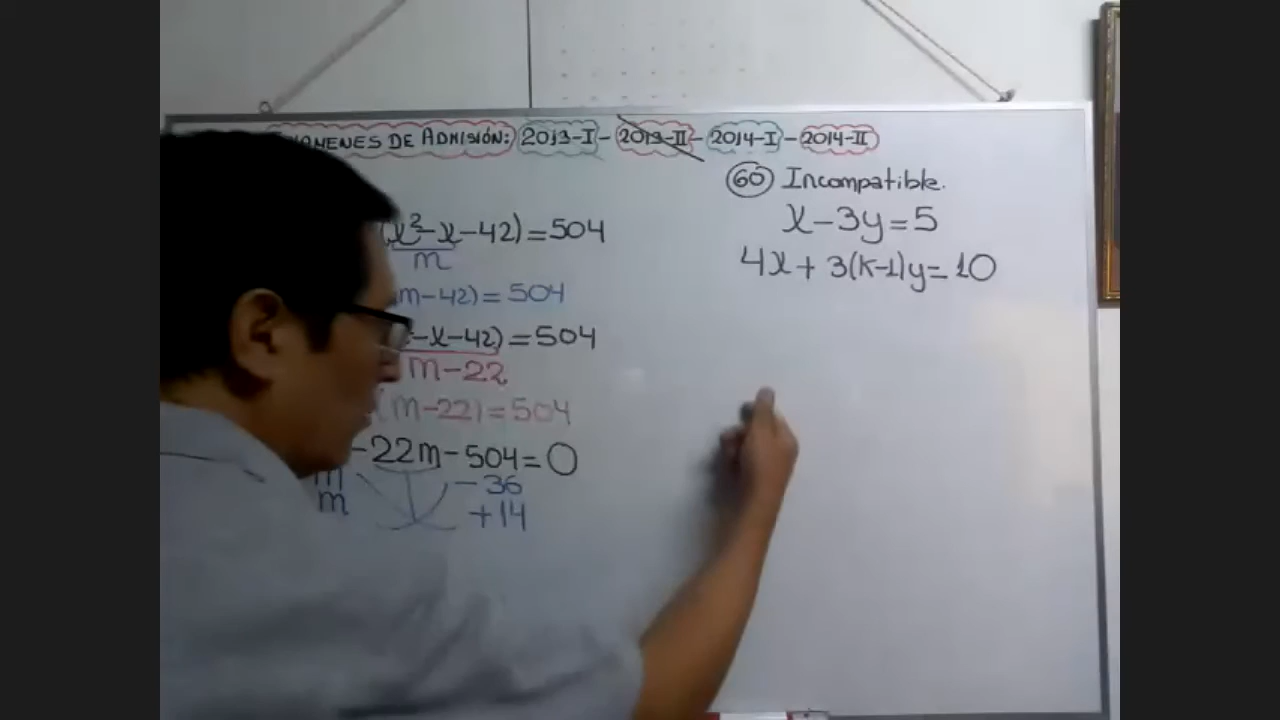 DE ADMISIÓN: 2013-I - 2013-II - 2014-I - 2014-II
(x²-x-42)=504
m
(m-42)=504
-x-42)=504
m-22
(m-22)=504
-22m-504=0
m -36
m +14
60 Incompatible.
x-3y=5
4x+3(k-1)y=10